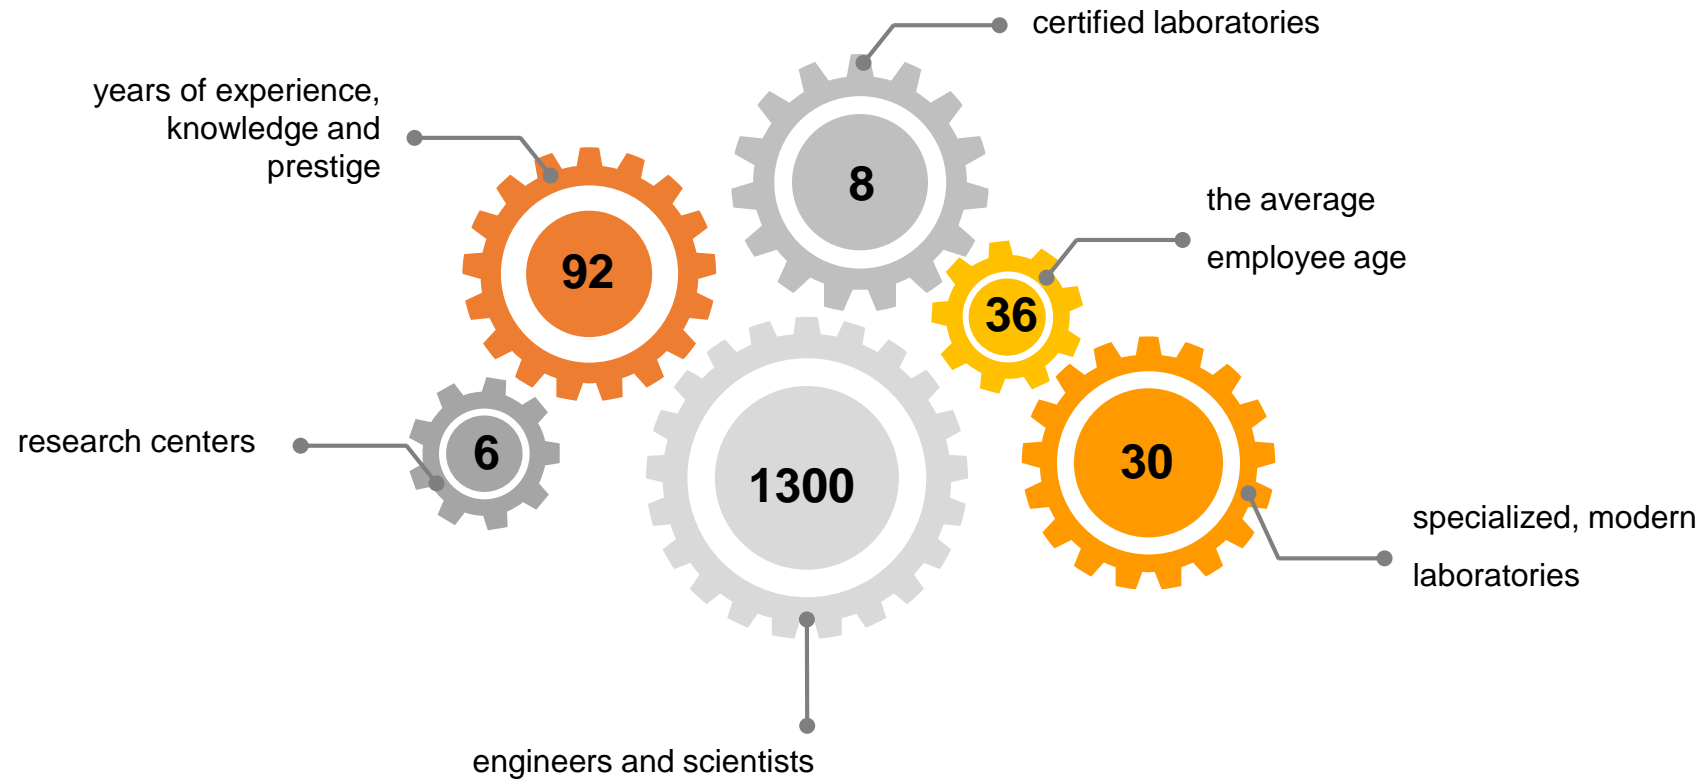 certified laboratories
years of experience,
knowledge and
prestige
8
the average
employee age
92
36
research centers
6
1300
30
specialized, modern
laboratories
engineers and scientists